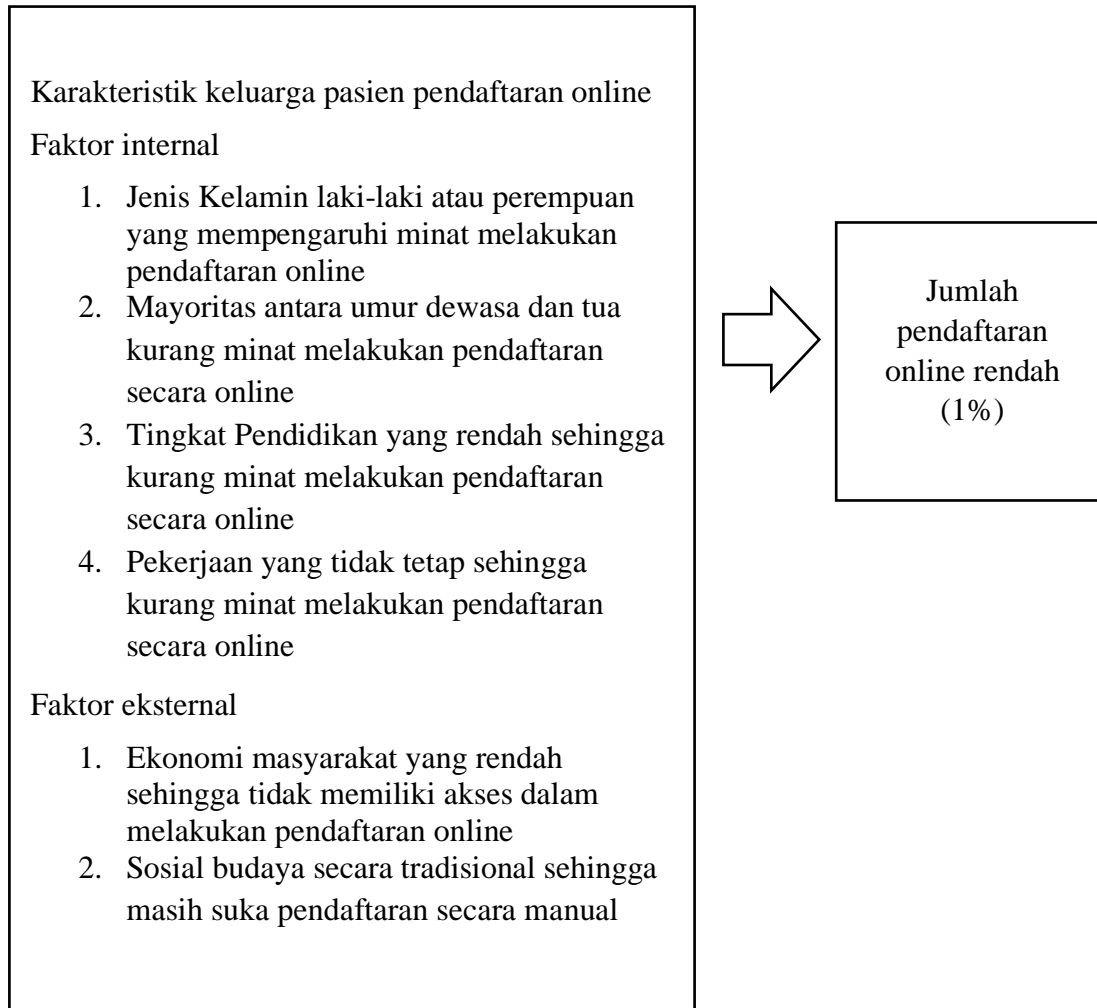 Karakteristik keluarga pasien pendaftaran online
Faktor internal
1. Jenis Kelamin laki-laki atau perempuan
yang mempengaruhi minat melakukan
pendaftaran online
2. Mayoritas antara umur dewasa dan tua
kurang minat melakukan pendaftaran
secara online
3. Tingkat Pendidikan yang rendah sehingga
kurang minat melakukan pendaftaran
secara online
4. Pekerjaan yang tidak tetap sehingga
kurang minat melakukan pendaftaran
secara online
Faktor eksternal
1. Ekonomi masyarakat yang rendah
sehingga tidak memiliki akses dalam
melakukan pendaftaran online
2. Sosial budaya secara tradisional sehingga
masih suka pendaftaran secara manual
Jumlah
pendaftaran
online rendah
(1%)